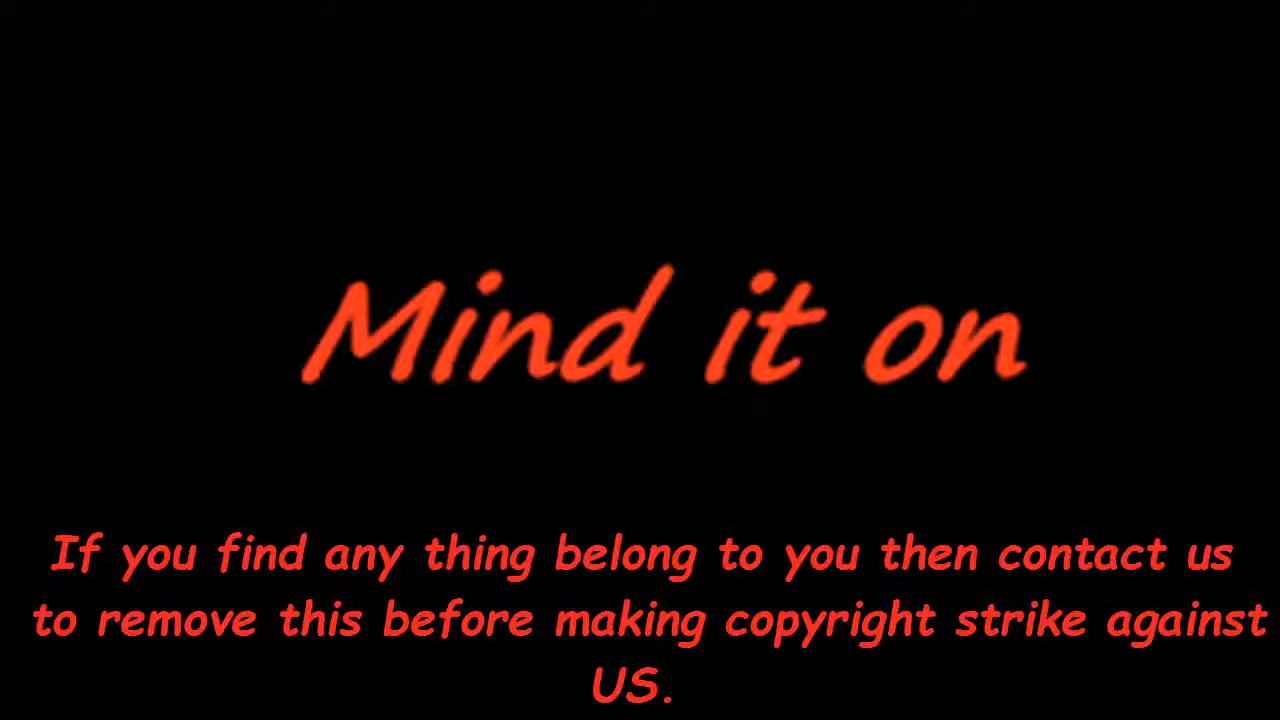 Mind it on
If you find any thing belong to you then contact us
to remove this before making copyright strike against
US.